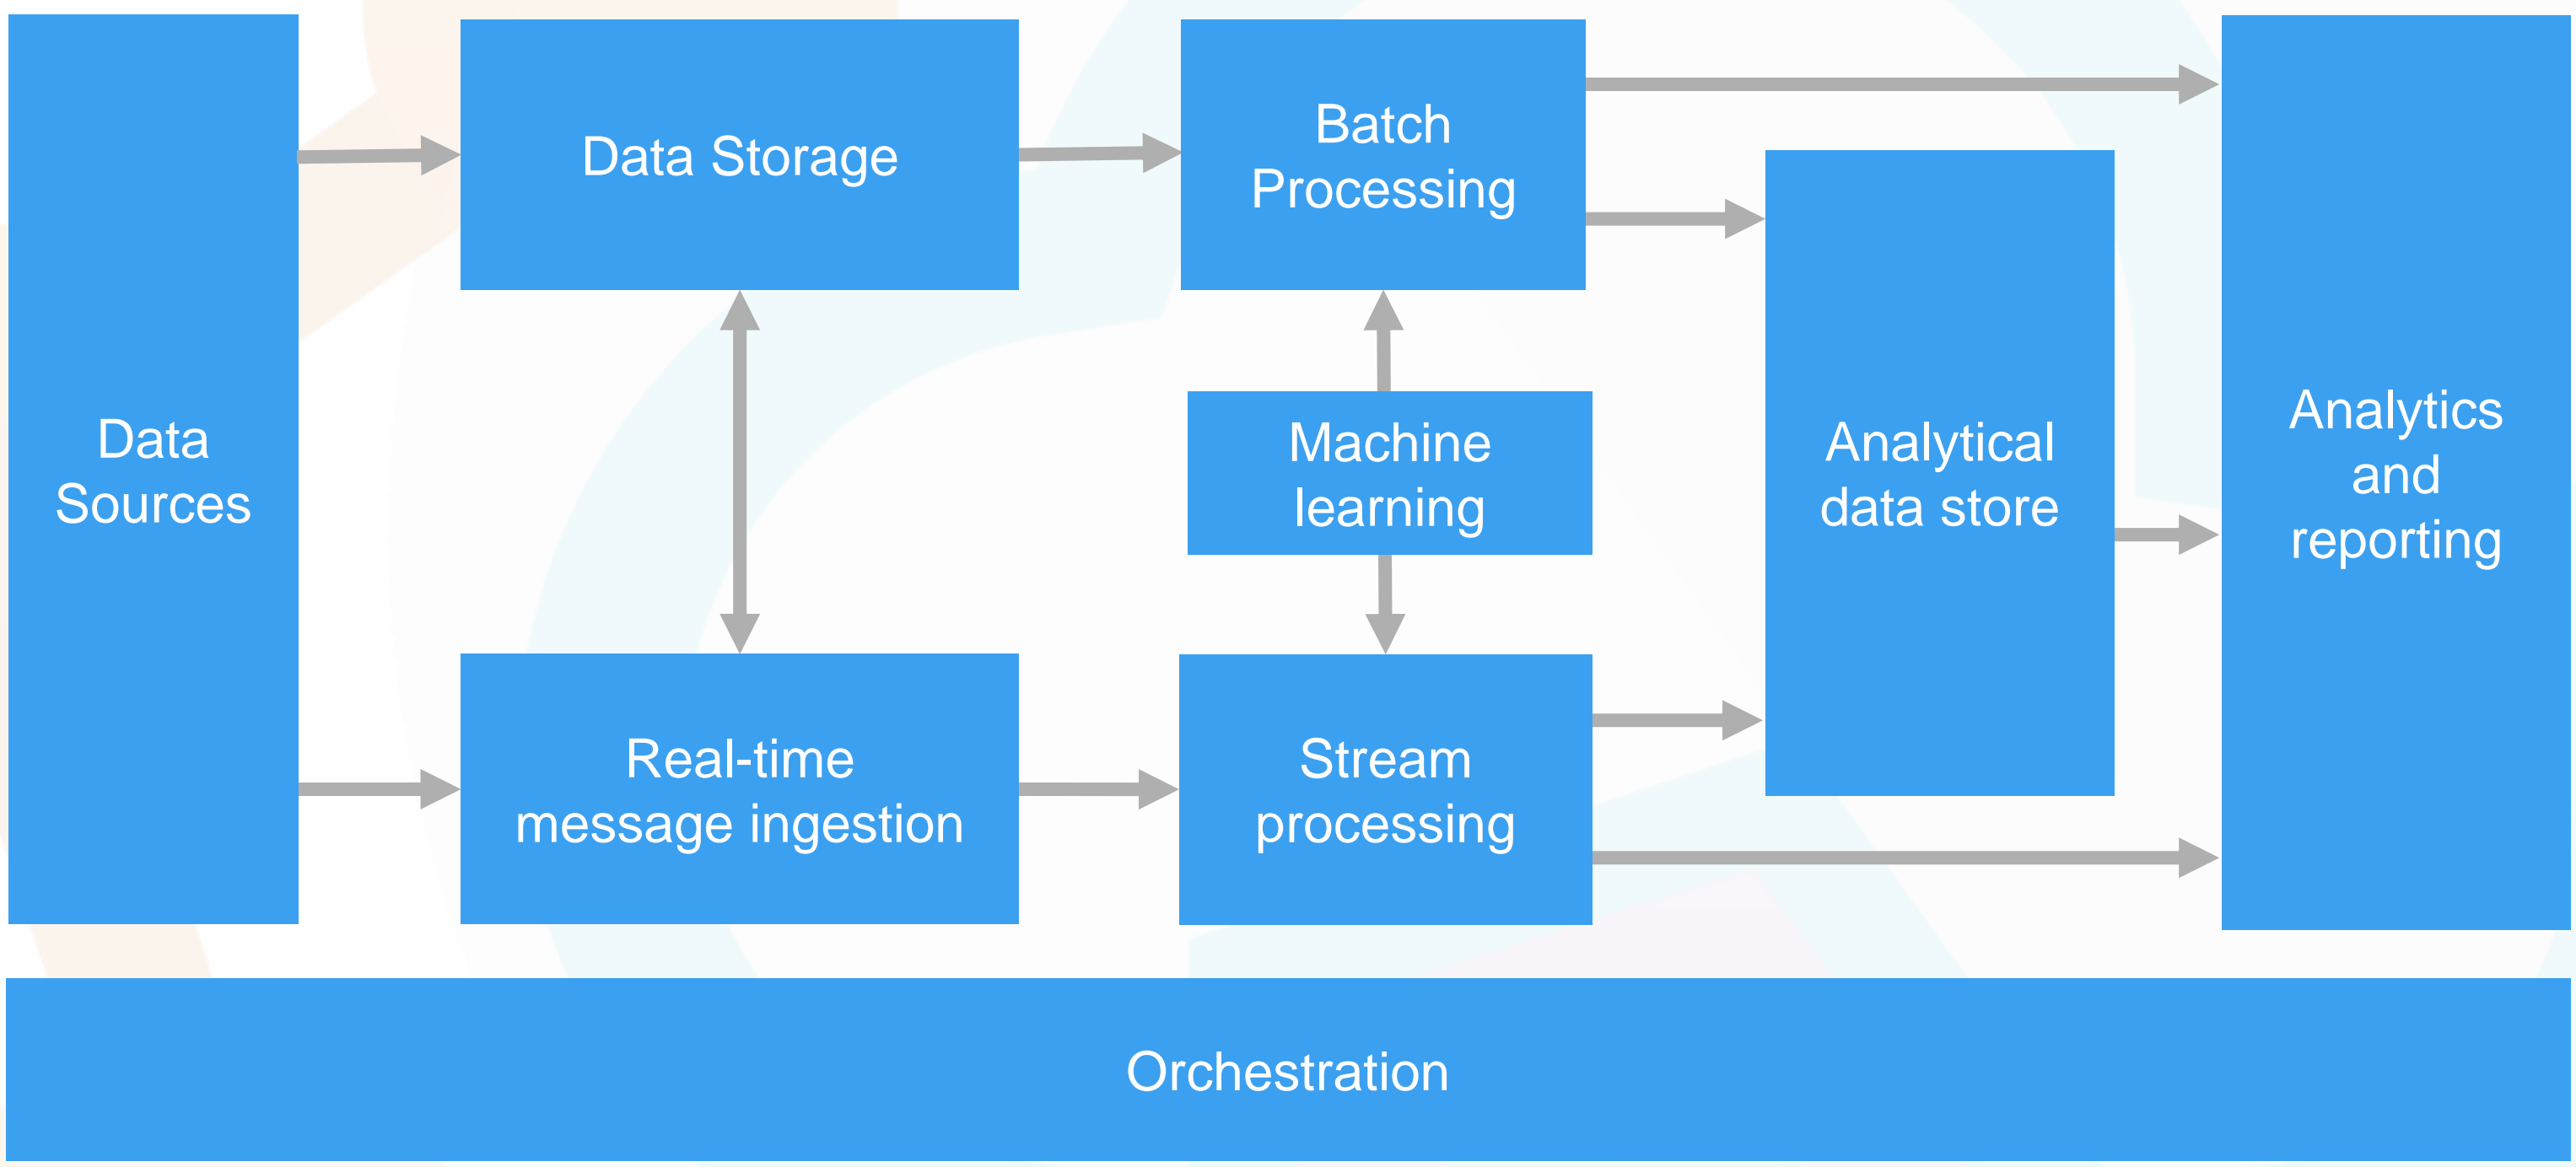 Data
Sources
Data Storage
Real-time
message ingestion
Batch
Processing
Machine
learning
Stream
processing
Analytical
data store
Analytics
and
reporting
Orchestration